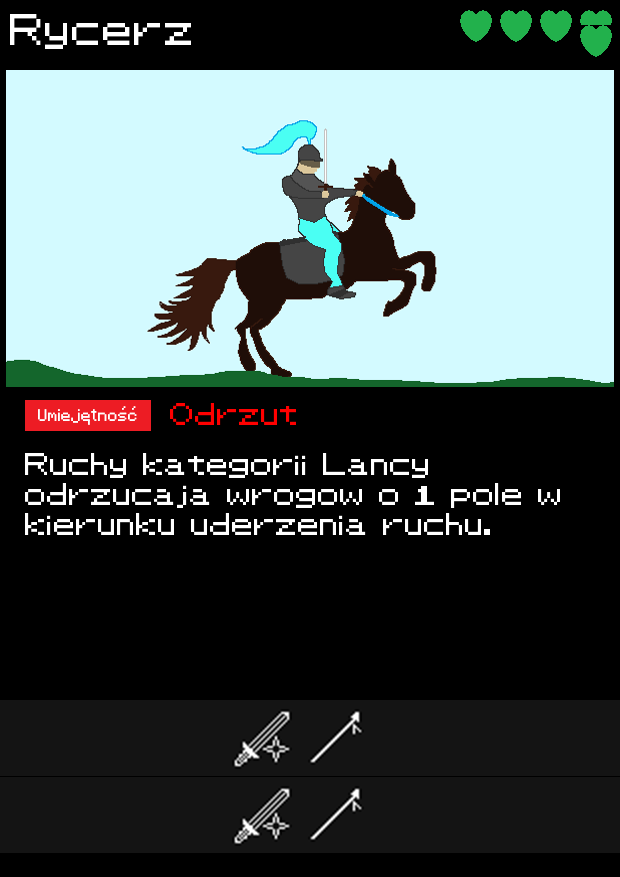 Rycerz
Umiejętność Odrzut
Ruchy kategorii Lancy
odrzucaja wrogow o 1 pole w
kierunku uderzenia ruchu.